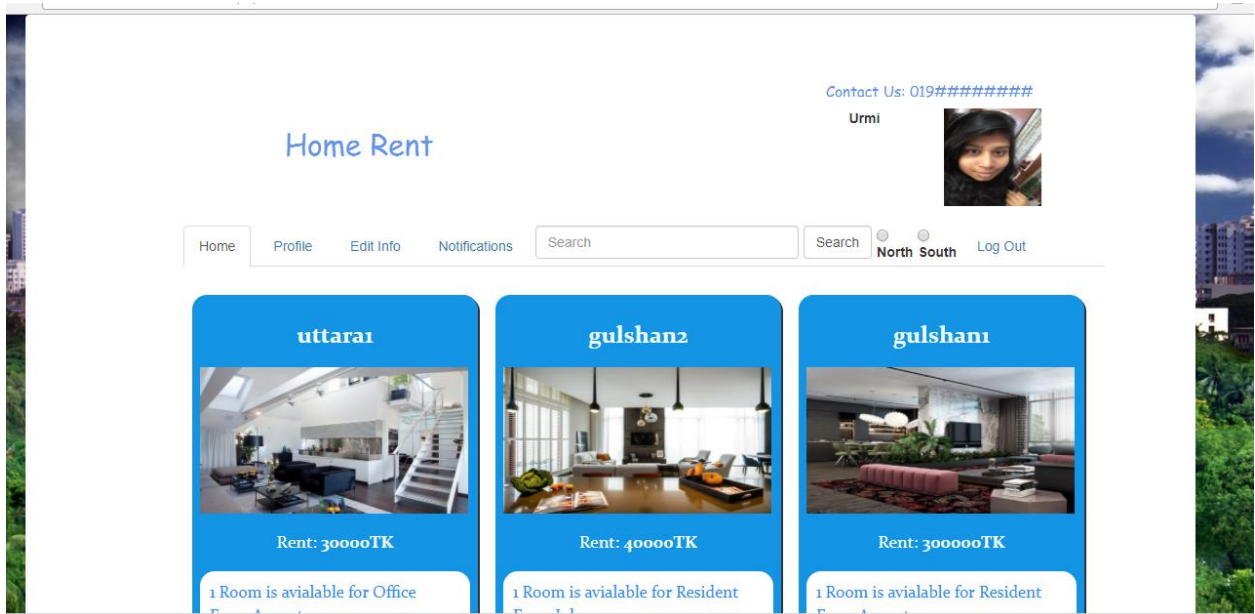 Contact Us: 019########
Urmi
Home Rent
Home Profile Edit Info Notifications Search Search North South Log Out
uttara1 gulshan2 gulshan1
Rent: 30000TK Rent: 40000TK Rent: 300000TK
1 Room is avialable for Office 1 Room is avialable for Resident 1 Room is avialable for Resident